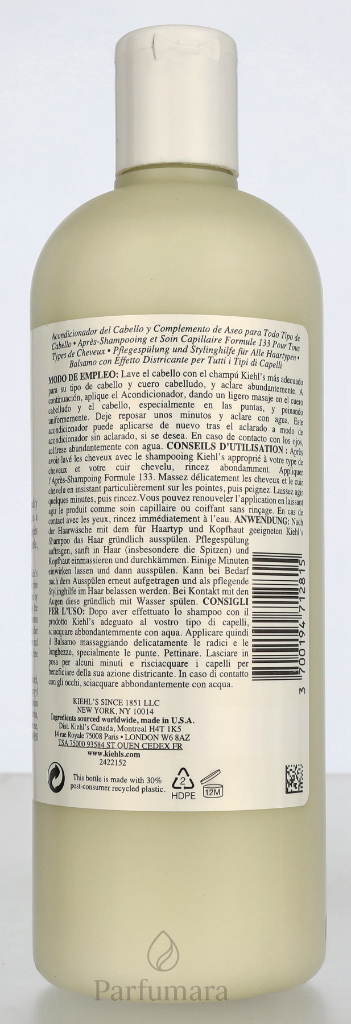 Acondicionador del Cabello y Complemento de Aseo para Todo Tipo de
Cabello • Après-Shampooing et Soin Capillaire Formule 133 Pour Tous
Types de Cheveux • Pflegespülung und Stylinghilfe für Alle Haartypen •
Balsamo con Effetto Districante per Tutti i Tipi di Capelli
MODO DE EMPLEO: Lave el cabello con el champú Kiehl's más adecuado
para su tipo de cabello y cuero cabelludo, y aclare abundantemente. A
continuación, aplique el Acondicionador, dando un ligero masaje en el cuero
cabelludo y el cabello, especialmente en las puntas, y peinando
uniformemente. Deje reposar unos minutos y aclare con agua. Este
acondicionador puede aplicarse de nuevo tras el aclarado a modo de
acondicionador sin aclarado, si se desea. En caso de contacto con los ojos,
aclárase abundantemente con agua. CONSEILS D'UTILISATION: Après
avoir lavé les cheveux avec le shampooing Kiehl's approprié à votre type de
cheveux et votre cuir chevelu, rincez abondamment. Appliquez
l'Après-Shampoing Formule 133. Massez délicatement les cheveux et le cuir
chevelu en insistant particulièrement sur les pointes, puis peignez. Laissez agir
quelques minutes, puis rincez. Vous pouvez renouveler l'application en laissant
agir le produit comme soin capillaire ou coiffant sans rinçage. En cas de
contact avec les yeux, rincez immédiatement à l'eau. ANWENDUNG: Nach
der Haarwäsche mit dem für Haartyp und Kopfhaut geeigneten Kiehl's
Shampoo das Haar gründlich ausspülen. Pflegespülung
auftragen, sanft in Haar (insbesondere die Spitzen) und
Kopfhaut einmassieren und durchkämmen. Einige Minuten
einwirken lassen und dann ausspülen. Kann bei Bedarf
nach dem Ausspülen erneut aufgetragen und als pflegende
Stylinghilfe im Haar belassen werden. Bei Kontakt mit den
Augen diese gründlich mit Wasser spülen. CONSIGLI
PER L'USO: Dopo aver effettuato lo shampoo con il
prodotto Kiehl's adeguato al vostro tipo di capelli,
sciacquare abbondantemente con acqua. Applicare quindi
il Balsamo massaggiando delicatamente le radici e le
lunghezze, specialmente le punte. Pettinare. Lasciare in
posa per alcuni minuti e risciacquare i capelli per
beneficiare della sua azione districante. In caso di contatto
con gli occhi, sciacquare abbondantemente con acqua.
3 700194 712815
KIEHL'S SINCE 1851 LLC
NEW YORK, NY 10014
Ingredients sourced worldwide, made in U.S.A.
Dist. Kiehl's Canada, Montreal H4T 1K5
14 rue Royale 75008 Paris • LONDON W6 8AZ
TSA 75000 93584 ST OUEN CEDEX FR
www.kiehls.com
2422152
This bottle is made with 30%
post-consumer recycled plastic.
2
HDPE
12M
Parfumara